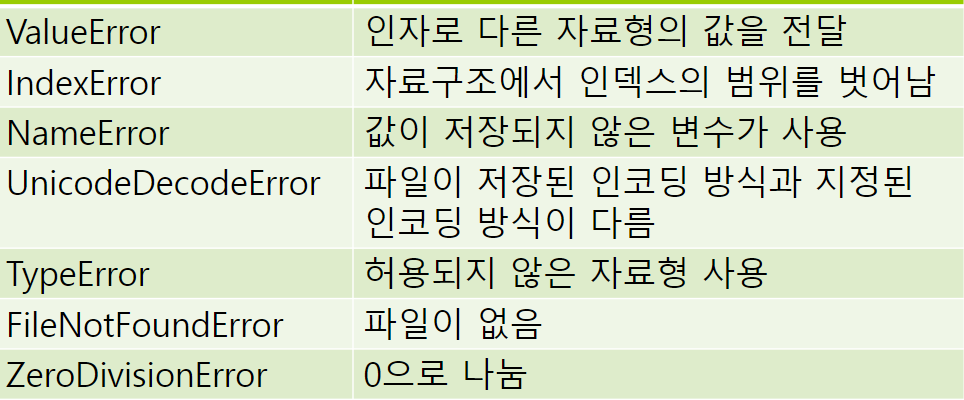 ValueError 인자로 다른 자료형의 값을 전달
IndexError 자료구조에서 인덱스의 범위를 벗어남
NameError 값이 저장되지 않은 변수가 사용
UnicodeDecodeError 파일이 저장된 인코딩 방식과 지정된
인코딩 방식이 다름
TypeError 허용되지 않은 자료형 사용
FileNotFoundError 파일이 없음
ZeroDivisionError 0으로 나눔